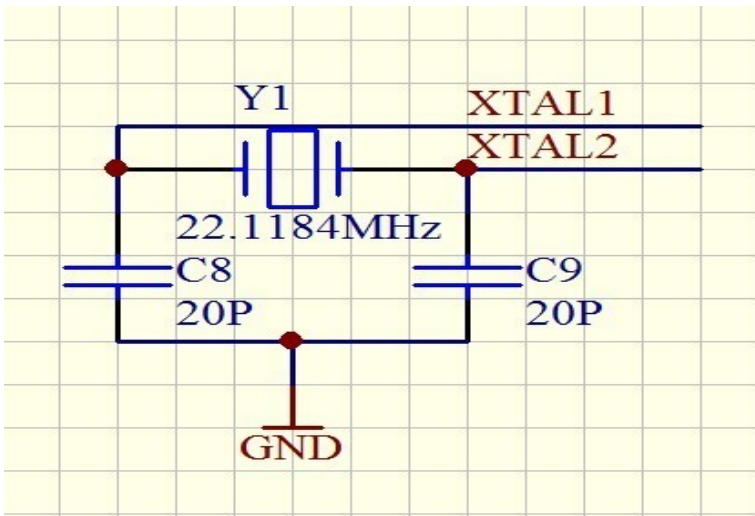 Y1
XTAL1
XTAL2
22.1184MHz
C8
C9
20P
20P
GND